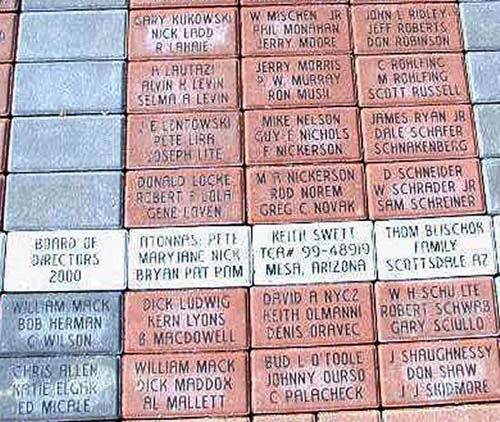 GARY KUKOWSKI
NICK LADD
R LAHAIE
W MISCHEN JR
PHIL MONAHAN
JERRY MOORE
JOHN L RIDLEY
JEFF ROBERTS
DON ROBINSON
A LAUTAZI
ALVIN H LEVIN
SELMA A LEVIN
JERRY MORRIS
P W MURRAY
RON MUSIL
C ROHLFING
M ROHLFING
SCOTT RUSSELL
J E LENTOWSKI
PETE LIRA
JOSEPH LITE
MIKE NELSON
GUY F NICHOLS
F NICKERSON
JAMES RYAN JR
DALE SCHAFER
SCHNAKENBERG
DONALD LOCKE
ROBERT F LOLA
GENE LOVEN
M R NICKERSON
ROD NOREM
GREG C NOVAK
D SCHNEIDER
W SCHRADER JR
SAM SCHREINER
BOARD OF
DIRECTORS
2000
ATONNAS: PETE
MARYJANE NICK
BRYAN PAT ROM
KEITH SWETT
TCA# 99-48919
MESA, ARIZONA
THOM BLISCHOK
FAMILY
SCOTTSDALE AZ
WILLIAM MACK
BOB HERMAN
C WILSON
DICK LUDWIG
KERN LYONS
B MACDOWELL
DAVID A NYCZ
KEITH OLMANNI
DENIS ORAVEC
W H SCHULTE
ROBERT SCHWAB
GARY SCIULLO
CHRIS ALLEN
KATIE ELGAR
ED MICALE
WILLIAM MACK
DICK MADDOX
AL MALLETT
BUD L O'TOOLE
JOHNNY OURSO
C PALACHECK
J SHAUGHNESSY
DON SHAW
J J SKIDMORE